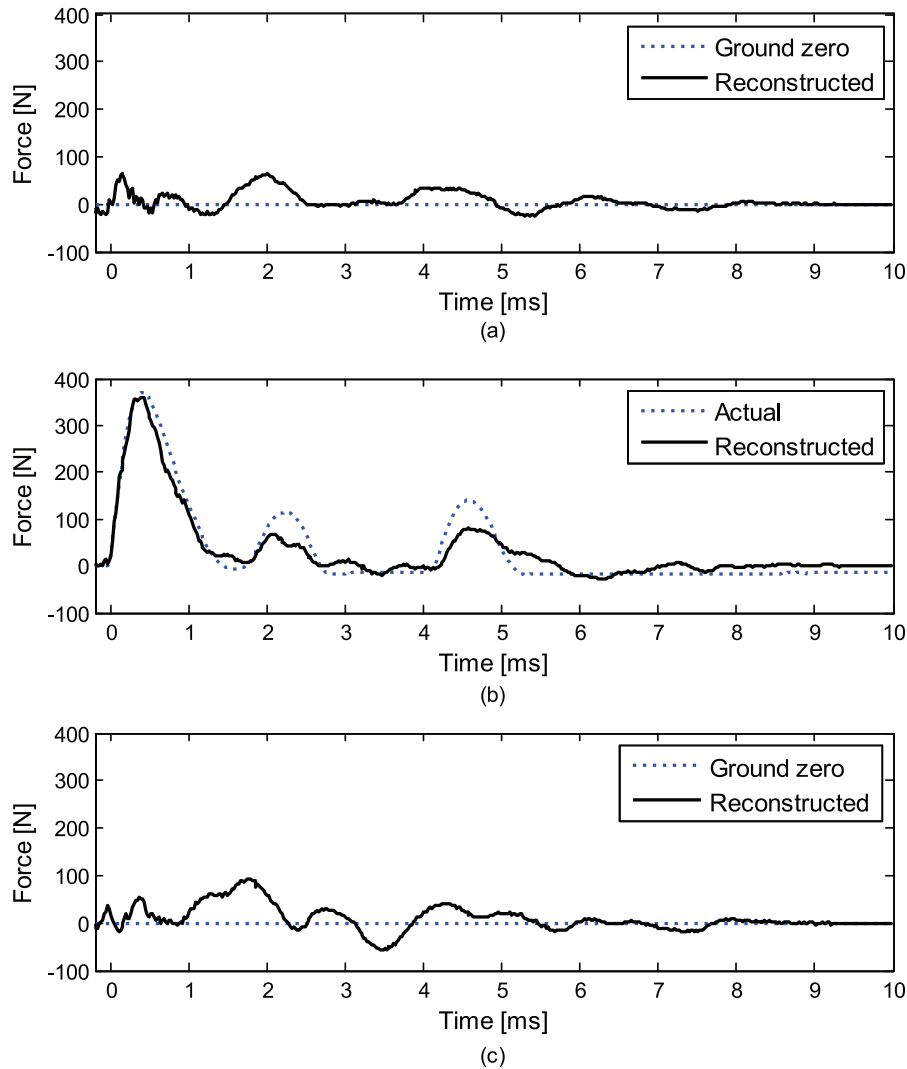 400
300
200
100
0
-100
Force [N]
Ground zero
Reconstructed
0 1 2 3 4 5 6 7 8 9 10
Time [ms]
(a)
400
300
200
100
0
-100
Force [N]
Actual
Reconstructed
0 1 2 3 4 5 6 7 8 9 10
Time [ms]
(b)
400
300
200
100
0
-100
Force [N]
Ground zero
Reconstructed
0 1 2 3 4 5 6 7 8 9 10
Time [ms]
(c)